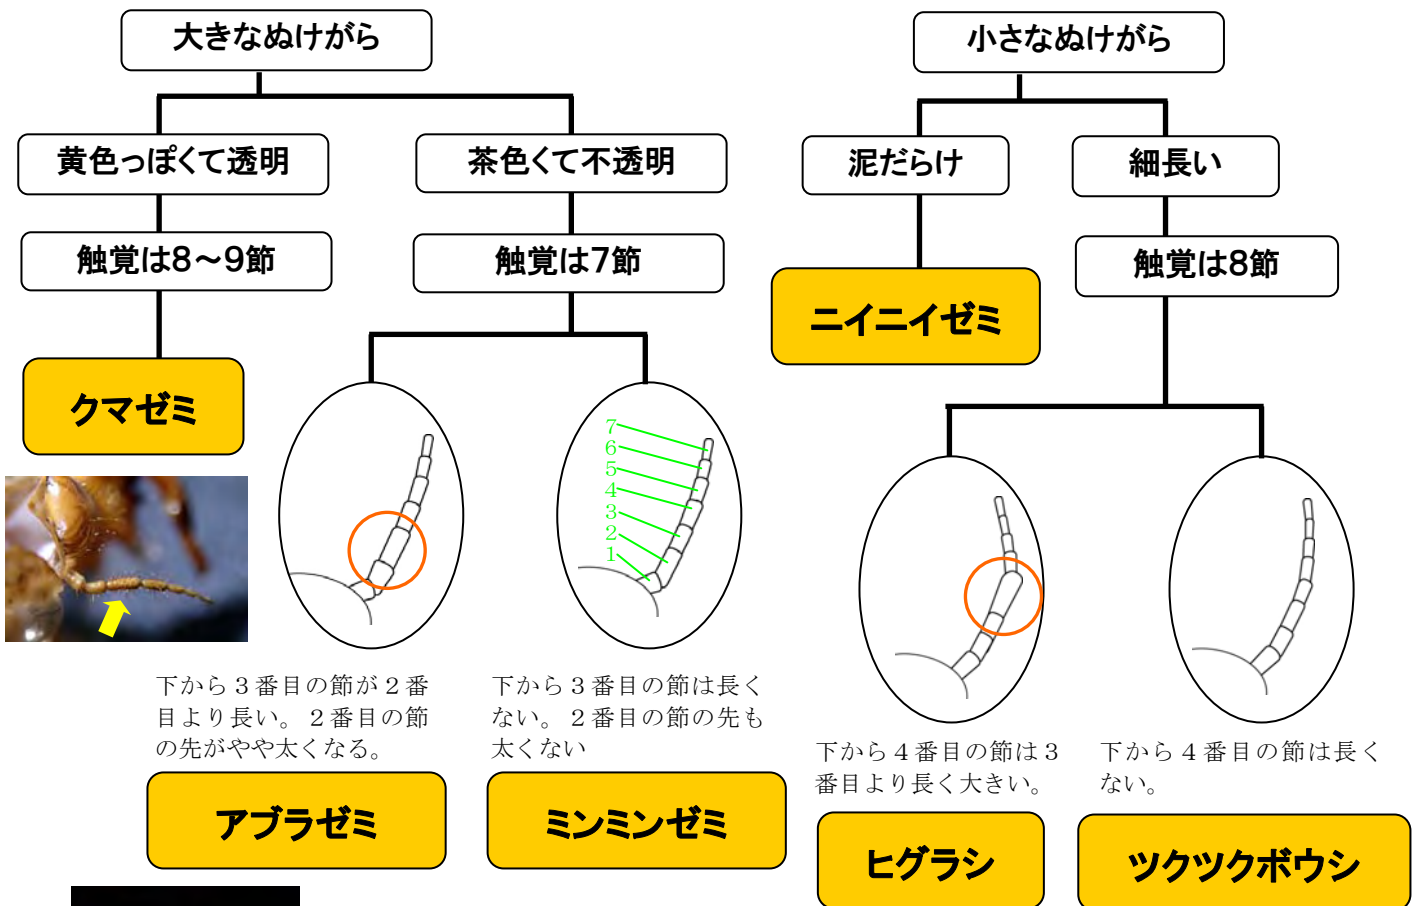 大きなぬけがら
小さなぬけがら
黄色っぽくて透明
茶色くて不透明
泥だらけ
細長い
触覚は8～9節
触覚は7節
触覚は8節
ニイニイゼミ
クマゼミ
7
6
5
4
3
2
1
下から３番目の節が２番
目より長い。２番目の節
の先がやや太くなる。
下から３番目の節は長く
ない。２番目の節の先も
太くない
下から４番目の節は３
番目より長く大きい。
下から４番目の節は長く
ない。
アブラゼミ
ミンミンゼミ
ヒグラシ
ツクツクボウシ